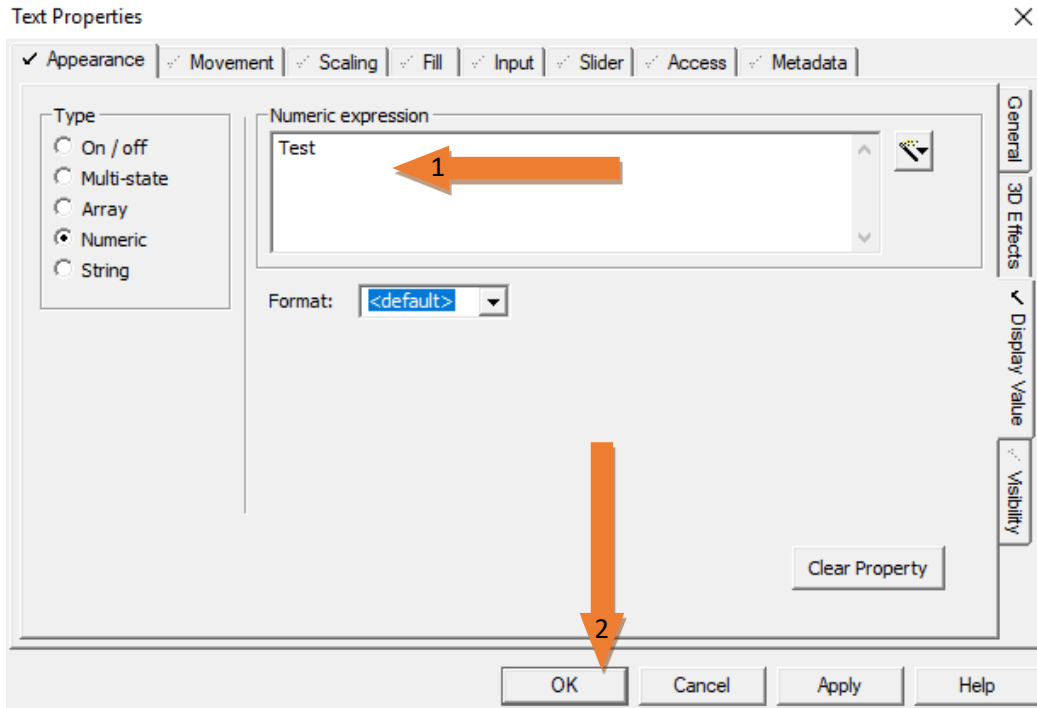 Text Properties
Appearance Movement Scaling Fill Input Slider Access Metadata
Type
On / off
Multi-state
Array
Numeric
String
Numeric expression
Test
1
Format: <default>
General
3D Effects
Display Value
Visibility
Clear Property
2
OK Cancel Apply Help